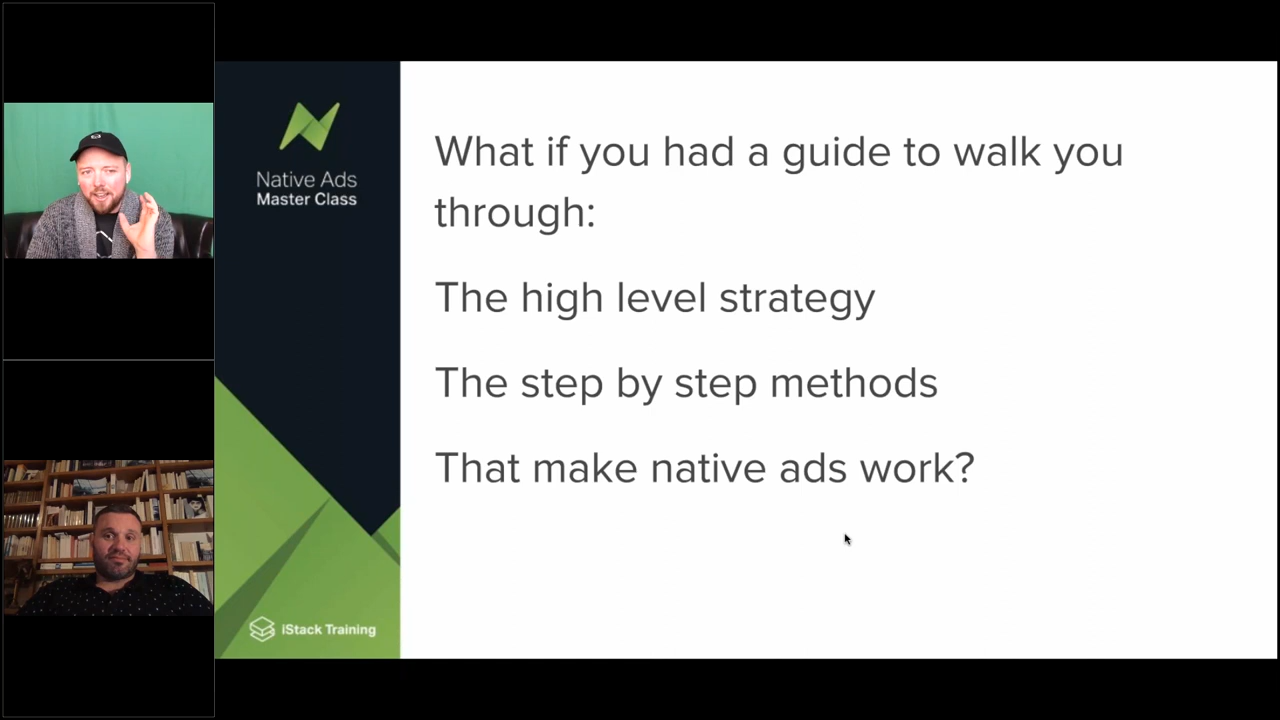 Native Ads
Master Class
What if you had a guide to walk you
through:
The high level strategy
The step by step methods
That make native ads work?
iStack Training